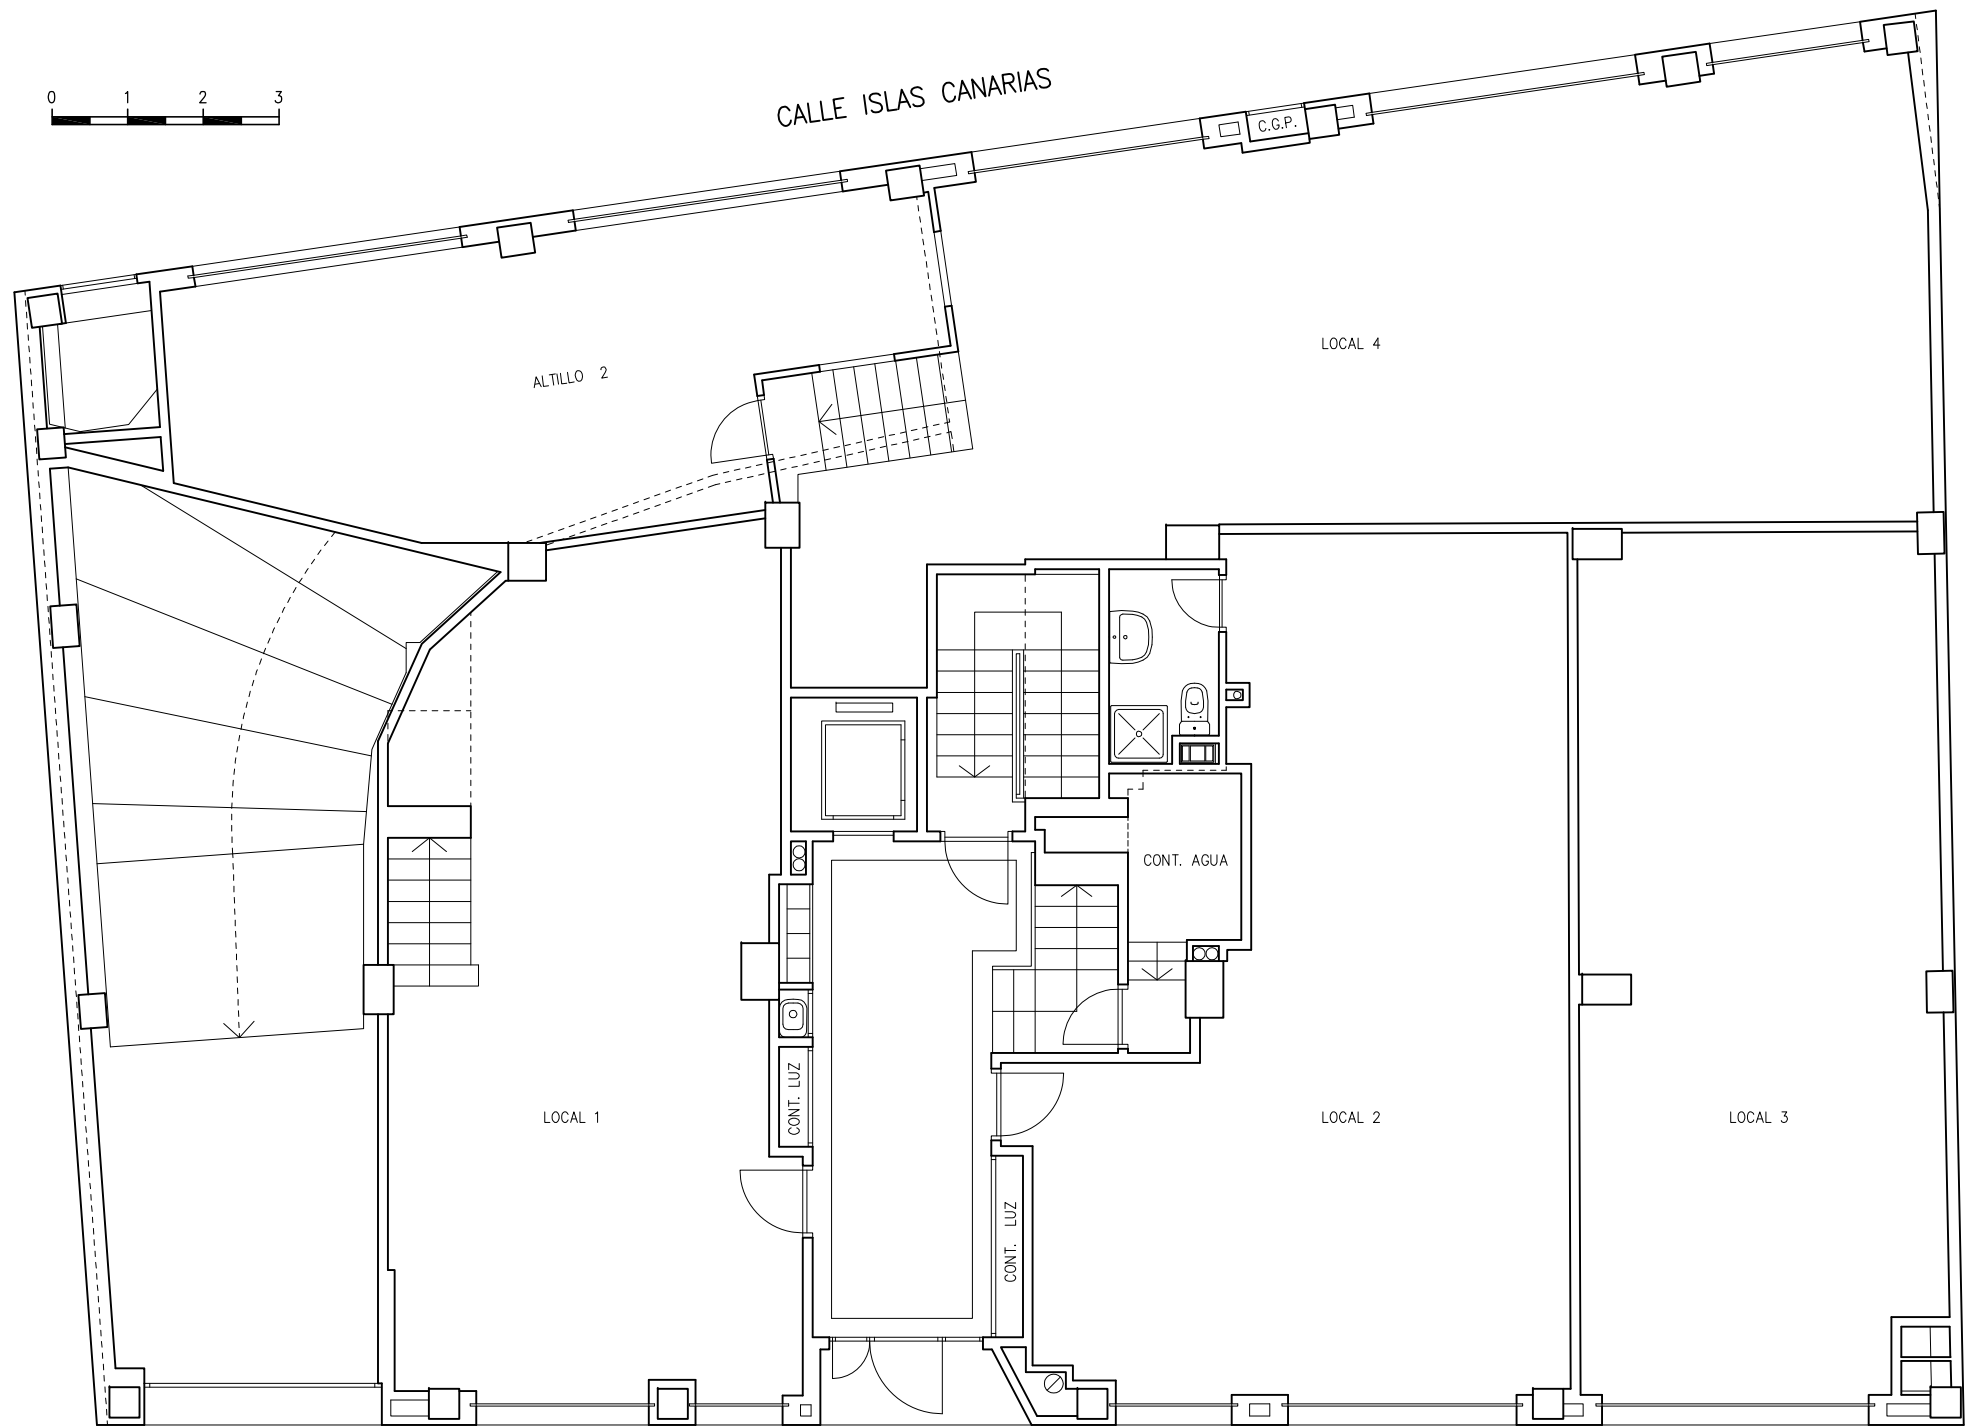 0 1 2 3
CALLE ISLAS CANARIAS
C.G.P.
LOCAL 4
ALTILLO 2
CONT. AGUA
CONT. LUZ
LOCAL 1
LOCAL 2
LOCAL 3
CONT. LUZ